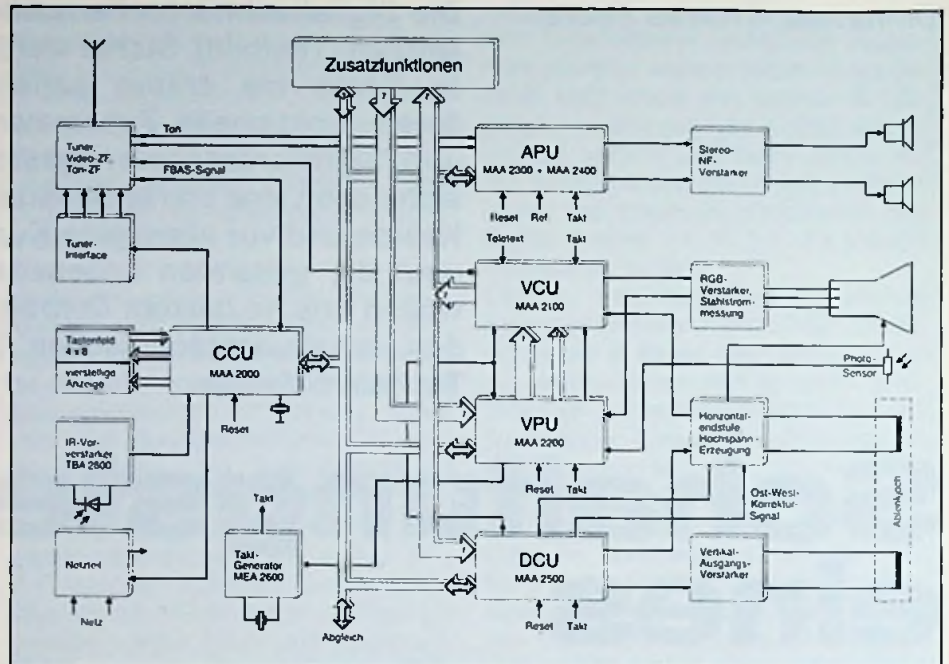 Zusatzfunktionen
Tuner,
Video-ZF,
Ton-ZF
Ton
FBAS-Signal
APU
MAA 2300 + MAA 2400
Stereo-
NF-
Verstärker
Reset Ref. Takt
Tuner-
Interface
Teletext Takt
VCU
MAA 2100
RGB-
Verstärker,
Stahlstrom-
messung
Tastenfeld
4 x 8
vierstellige
Anzeige
CCU
MAA 2000
Reset
Photo-
Sensor
VPU
MAA 2200
Reset Takt
Horizontal-
endstufe
Hochspann-
Erzeugung
IR-Vor-
verstärker
TBA 2800
Ost-West-
Korrektur-
Signal
Ablenkjoch
Takt
Netzteil
Netz
Takt-
Generator
MEA 2600
Abgleich
DCU
MAA 2500
Reset Takt
Vertikal-
Ausgangs-
Verstärker